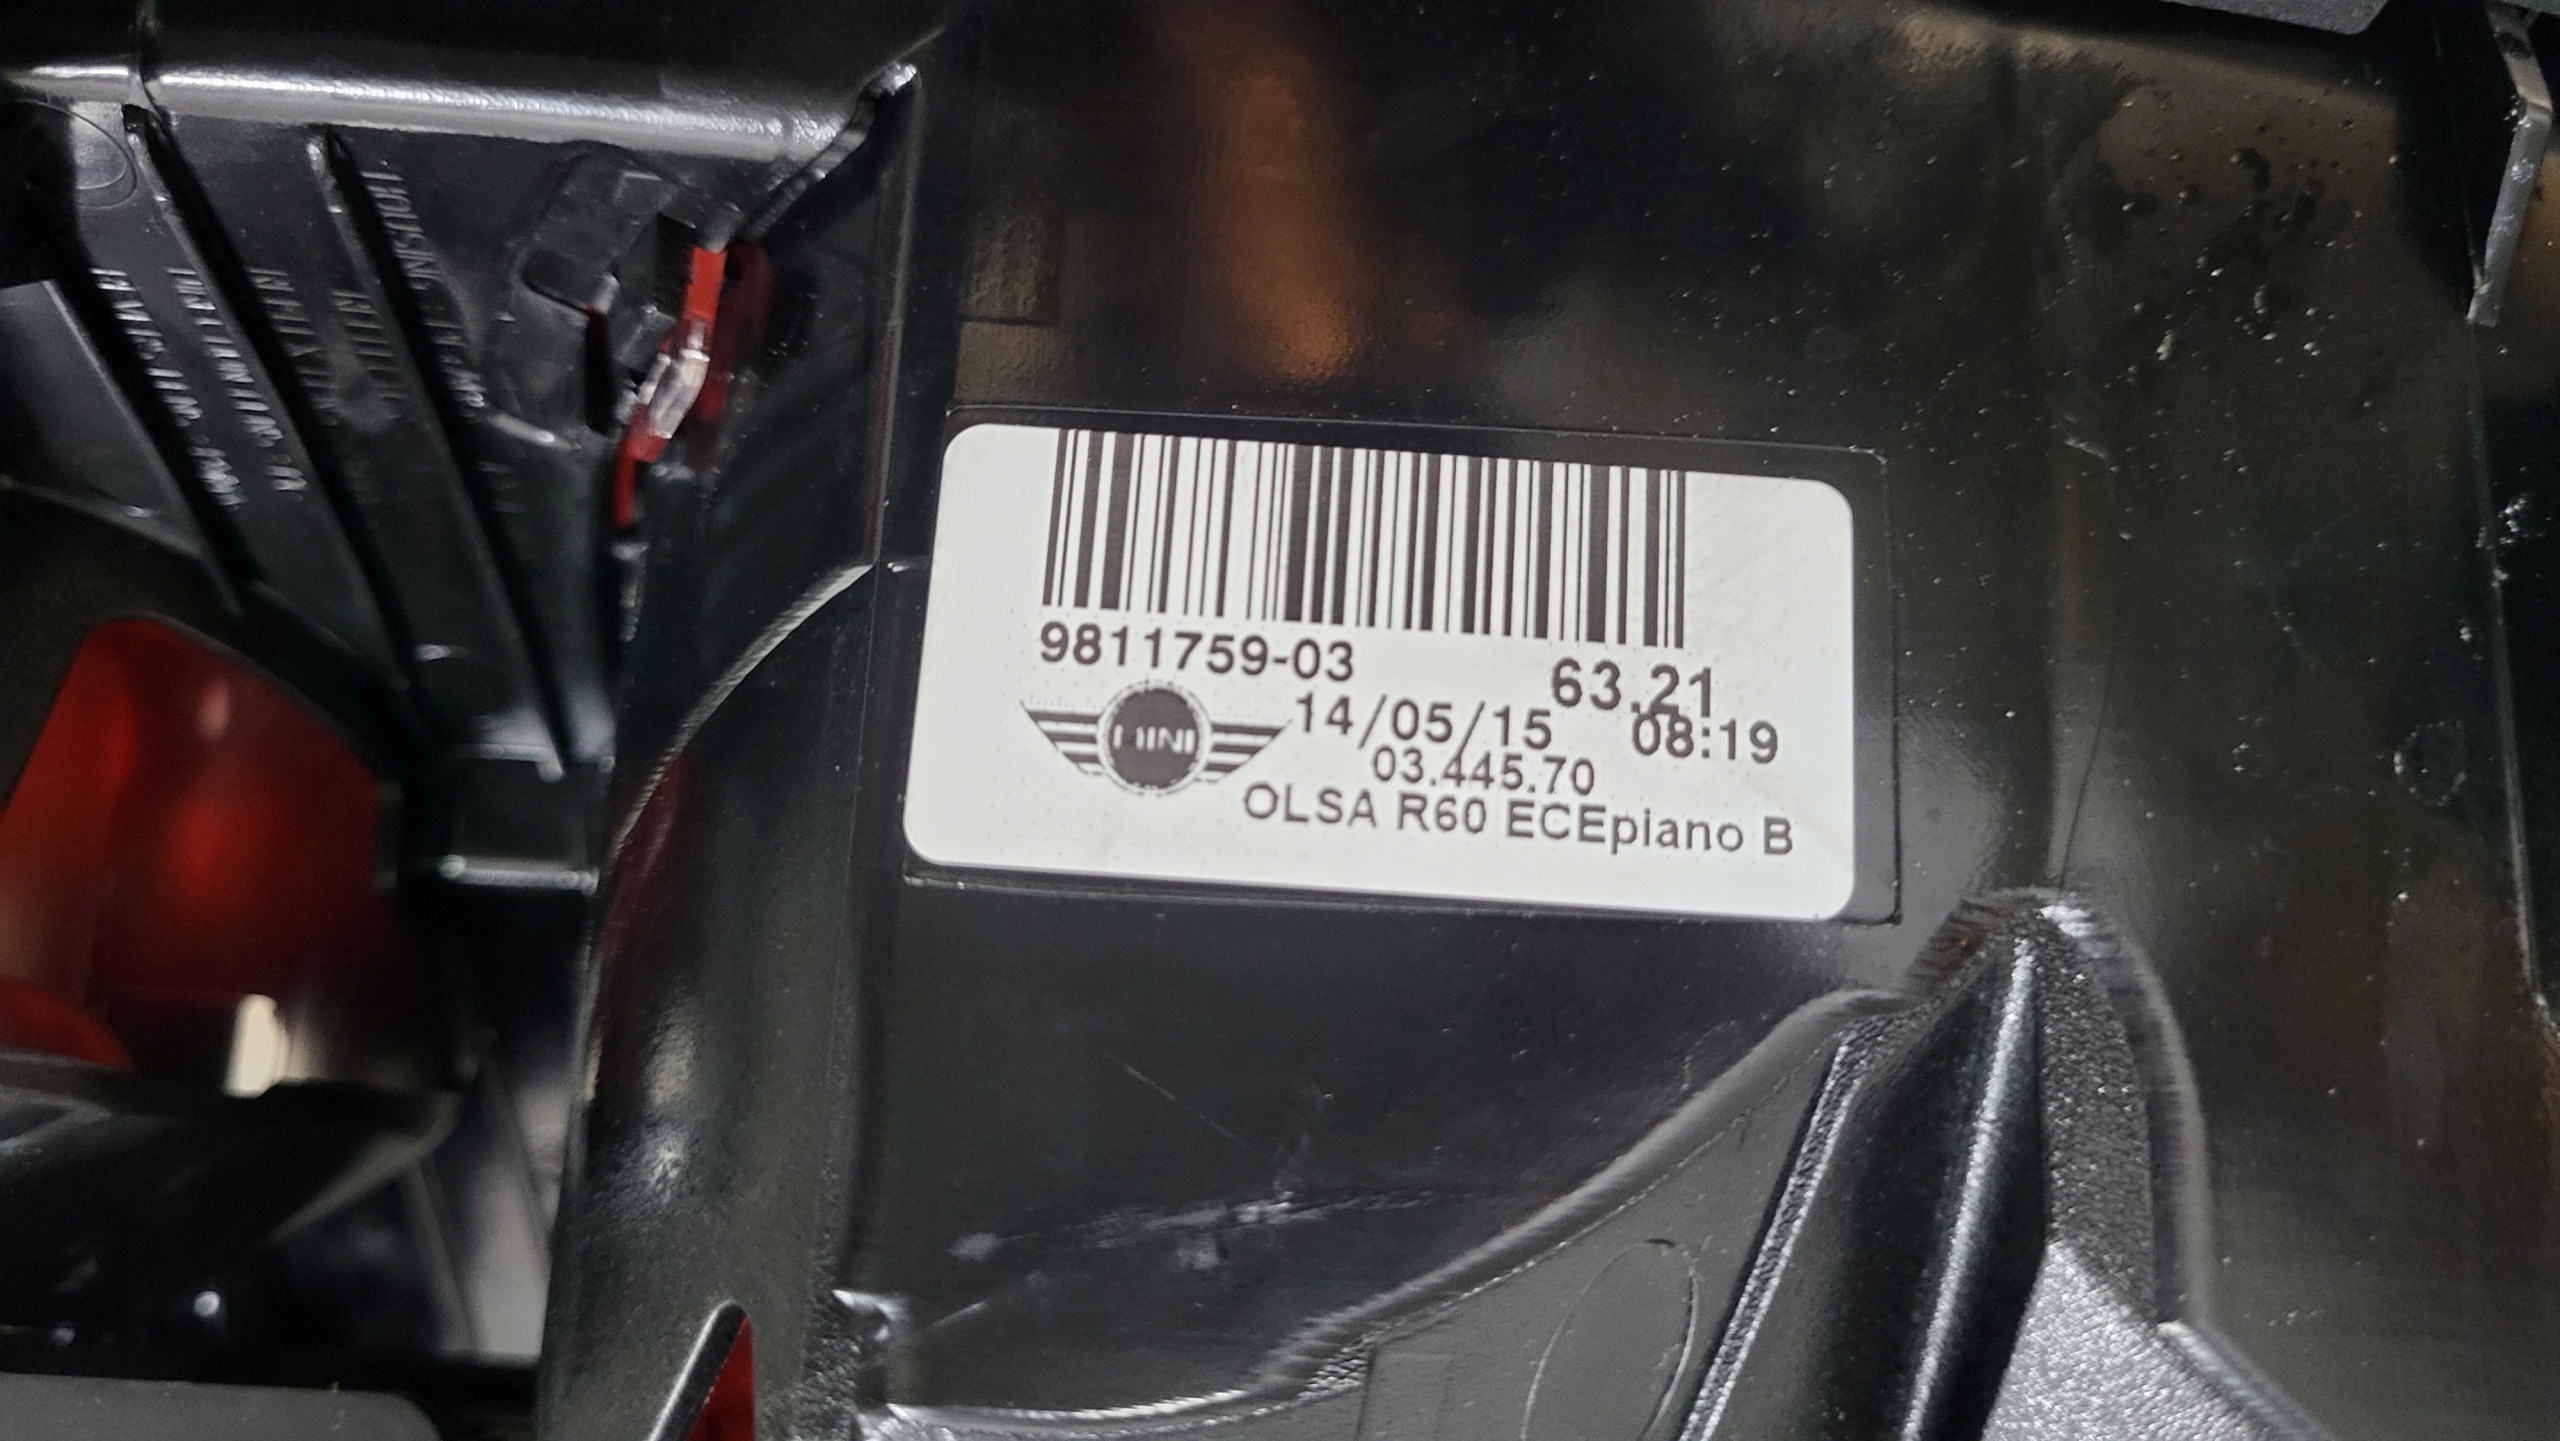 9811759-03 63.21
14/05/15 08:19
MINI
03.445.70
OLSA R60 ECEpiano B